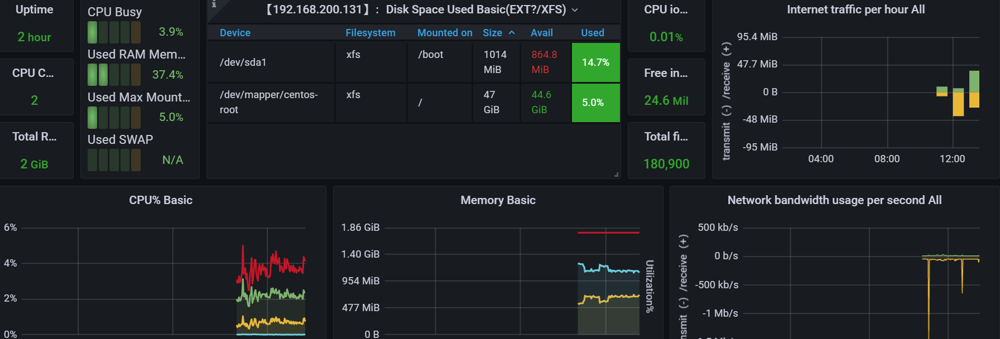 Uptime
2 hour
CPU C...
2
Total R...
2 GiB
CPU Busy
3.9%
Used RAM Mem...
37.4%
Used Max Mount...
5.0%
Used SWAP
N/A
i
【192.168.200.131】: Disk Space Used Basic(EXT?/XFS)
Device Filesystem Mounted on Size Avail Used
/dev/sda1 xfs /boot 1014 MiB 864.8 MiB 14.7%
/dev/mapper/centos-root xfs / 47 GiB 44.6 GiB 5.0%
CPU io...
0.01%
Free in...
24.6 Mil
Total fi...
180,900
Internet traffic per hour All
transmit (-) /receive (+)
95.4 MiB
47.7 MiB
0 B
-48 MiB
-95 MiB
04:00 08:00 12:00
CPU% Basic
6%
4%
2%
0%
Memory Basic
1.86 GiB
1.40 GiB
954 MiB
477 MiB
0 B
Utilization%
Network bandwidth usage per second All
/receive (+)
500 kb/s
0 b/s
-500 kb/s
-1 Mb/s